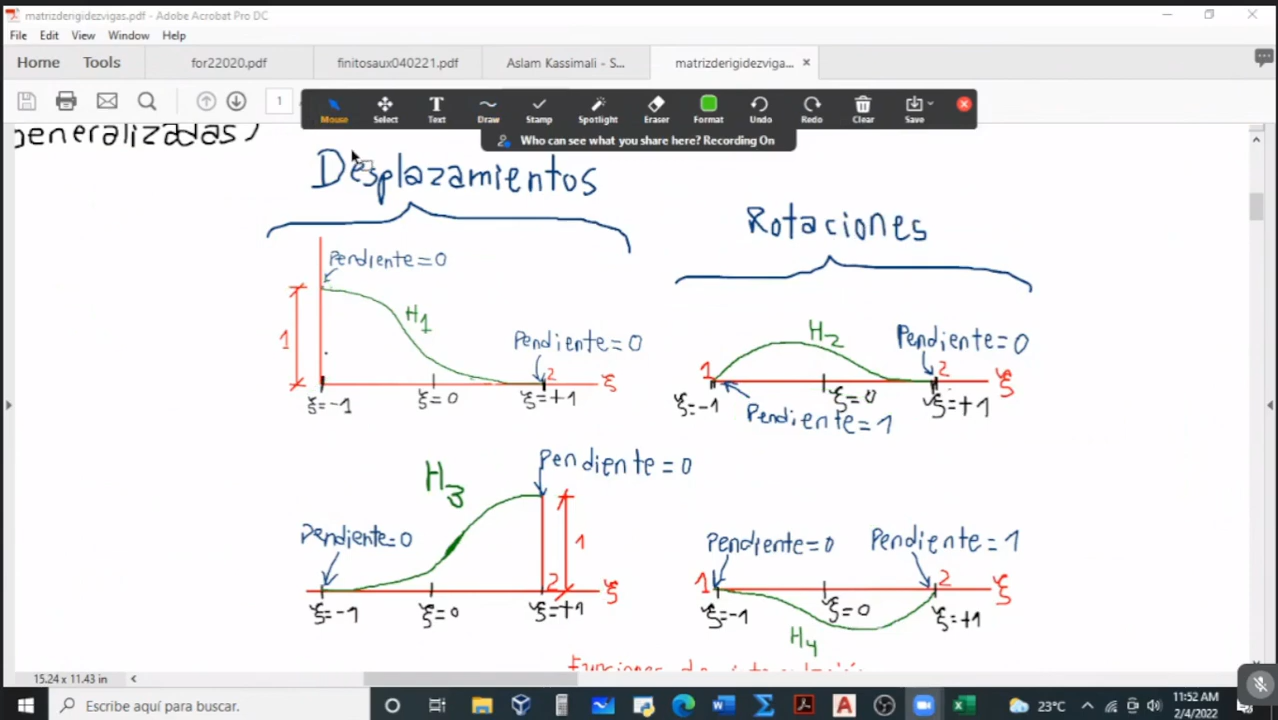 matrizderigidezvigas.pdf - Adobe Acrobat Pro DC
File Edit View Window Help
Home Tools for22020.pdf finitosaux040221.pdf Aslam Kassimali - S... matrizderigidezviga... ×
1
Mouse Select Text Draw Stamp Spotlight Eraser Format Undo Redo Clear Save
Who can see what you share here? Recording On
generalizadas)
Desplazamientos
Rotaciones
Pendiente=0
H1
1
Pendiente=0
2
ξ
ξ=-1 ξ=0 ξ=+1
H2
Pendiente=0
1 2
ξ
ξ=-1 ξ=0 ξ=+1
Pendiente=1
H3
Pendiente=0
Pendiente=0
1
2 ξ
ξ=-1 ξ=0 ξ=+1
Pendiente=0 Pendiente=1
1 2
ξ
ξ=-1 ξ=0 ξ=+1
H4
15.24 x 11.43 in
Escribe aquí para buscar.
23°C
11:52 AM
2/4/2022